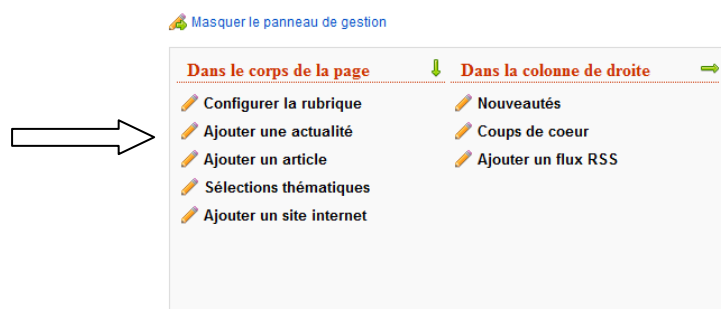 Masquer le panneau de gestion
Dans le corps de la page
Configurer la rubrique
Ajouter une actualité
Ajouter un article
Sélections thématiques
Ajouter un site internet
Dans la colonne de droite
Nouveautés
Coups de coeur
Ajouter un flux RSS